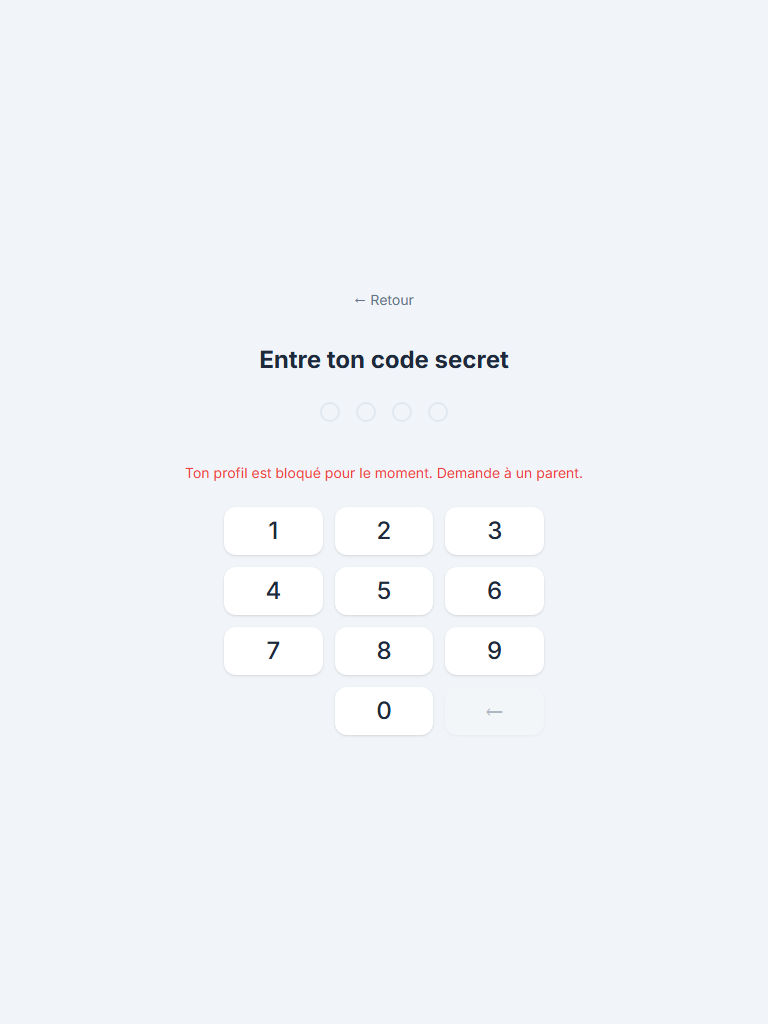 ← Retour
Entre ton code secret
Ton profil est bloqué pour le moment. Demande à un parent.
1 2 3
4 5 6
7 8 9
0 ←